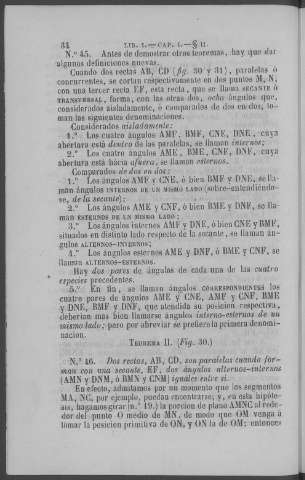 34 LIB. I.—CAP. I.—§ II.
N.° 45. Antes de demostrar otros teoremas, hay que dar
algunos definiciones nuevas.
Cuando dos rectas AB, CD (fig. 30 y 31), paralelas ó
concurrentes, se cortan respectivamente en dos puntos M, N,
con una tercer recta EF, esta recta, que se llama SECANTE ó
TRANSVERSAL, forma, con las otras dos, ocho ángulos que,
considerados aisladamente, ó comparados de dos en dos, to-
man las siguientes denominaciones.
Considerados aisladamente:
1.° Los cuatro ángulos AMF, BMF, CNE, DNE, cuya
abertura está dentro de las paralelas, se llaman internos;
2.° Los cuatro ángulos AME, BME, CNF, DNF, cuya
abertura está hácia afuera, se llaman esternos.
Comparados de dos en dos:
1.° Los ángulos AMF y CNE, ó bien BMF y DNE, se lla-
man ángulos INTERNOS DE UN MISMO LADO (sobre-entendiéndo-
se, de la secante);
2.° Los ángulos AME y CNF, ó bien BME y DNF, se lla-
man ESTERNOS DE UN MISMO LADO;
3.° Los ángulos internos AMF y DNE, ó bien CNE y BMF,
situados en distinto lado respecto de la secante, se llaman án-
gulos ALTERNOS-INTERNOS;
4.° Los ángulos esternos AME y DNF, ó BME y CNF, se
llaman ALTERNOS-ESTERNOS.
Hay dos pares de ángulos de cada una de las cuatro
especies precedentes.
5.° En fin, se llaman ángulos CORRESPONDIENTES los
cuatro pares de ángulos AME y CNE, AMF y CNF, BME
y DNE, BMF y DNF, que atendida su posicion respectiva,
deberian mas bien llamarse ángulos interno-esternos de un
mismo lado; pero por abreviar se prefiere la primera denomi-
nacion.
TEOREMA II. (Fig. 30.)
N.° 46. Dos rectas, AB, CD, son paralelas cuando for-
man con una secante, EF, dos ángulos alternos-internos
(AMN y DNM, ó BMN y CNM) iguales entre sí.
En efecto, admitamos por un momento que los segmentos
MA, NC, por ejemplo, puedan encontrarse; y, en esta hipóte-
sis, hagamos girar (n.° 19.) la porcion de plano AMNC al rede-
dor del punto O medio de MN, de modo que OM venga á
tomar la posicion primitiva de ON, y ON la de OM; entonces